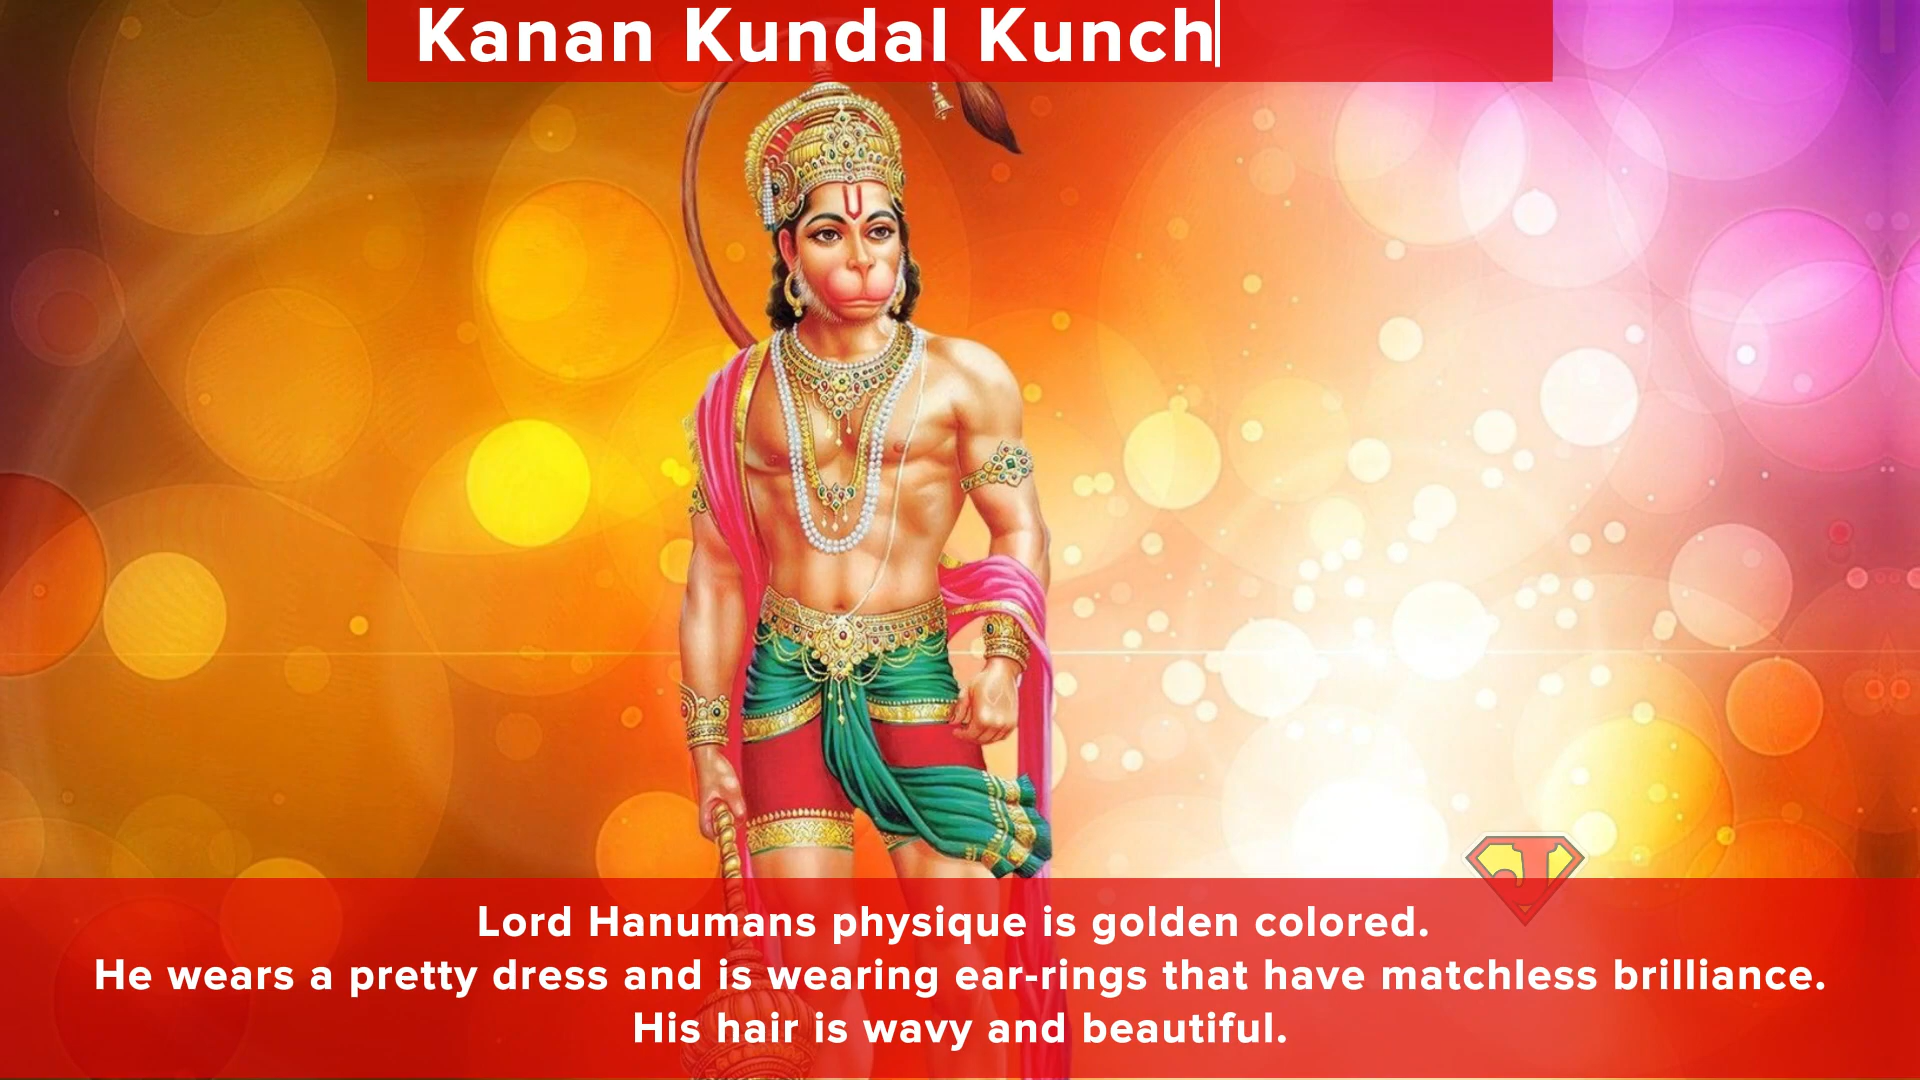 Kanan Kundal Kunch
J
Lord Hanumans physique is golden colored.
He wears a pretty dress and is wearing ear-rings that have matchless brilliance.
His hair is wavy and beautiful.